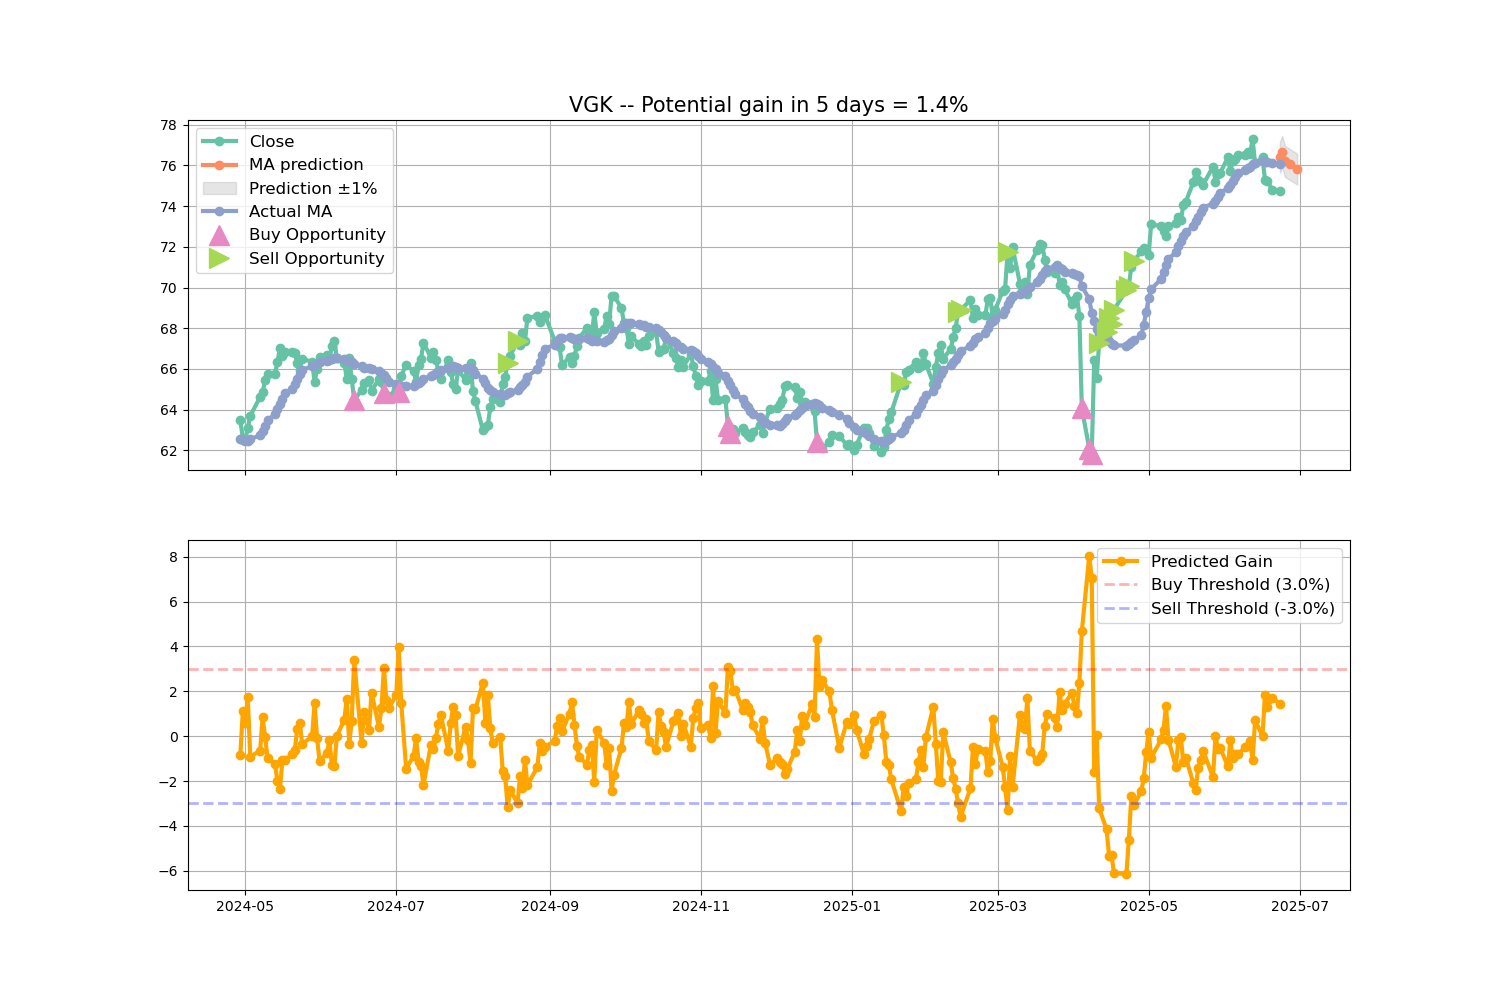 VGK -- Potential gain in 5 days = 1.4%
78
76
74
72
70
68
66
64
62
Close
MA prediction
Prediction ±1%
Actual MA
Buy Opportunity
Sell Opportunity
8
6
4
2
0
−2
−4
−6
Predicted Gain
Buy Threshold (3.0%)
Sell Threshold (-3.0%)
2024-05
2024-07
2024-09
2024-11
2025-01
2025-03
2025-05
2025-07